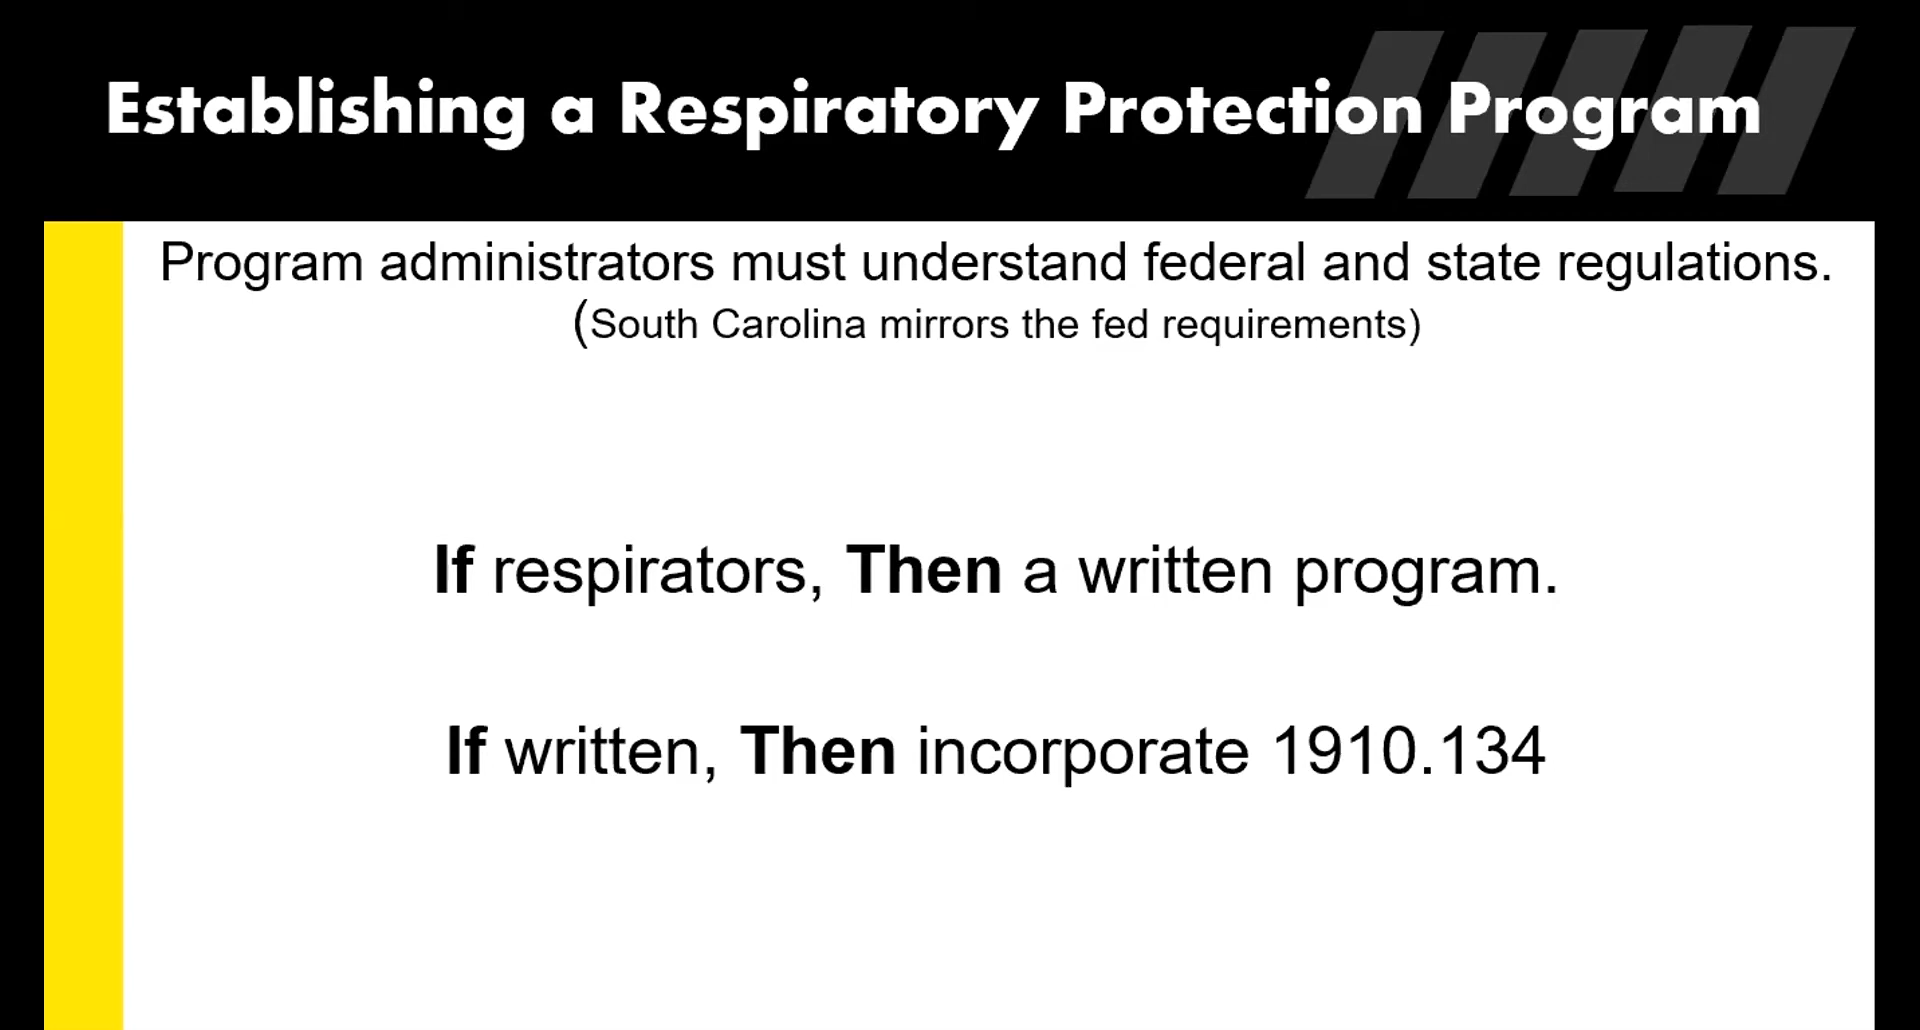 Establishing a Respiratory Protection Program
Program administrators must understand federal and state regulations.
(South Carolina mirrors the fed requirements)
If respirators, Then a written program.
If written, Then incorporate 1910.134